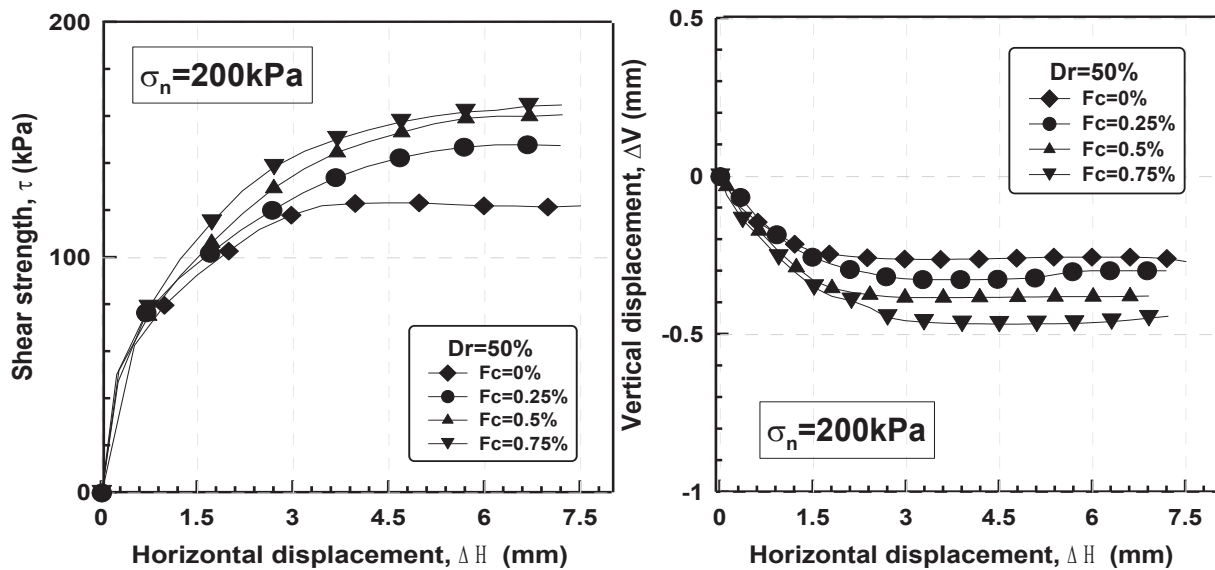 200
σn=200kPa
Shear strength, τ (kPa)
100
Dr=50%
Fc=0%
Fc=0.25%
Fc=0.5%
Fc=0.75%
0
0 1.5 3 4.5 6 7.5
Horizontal displacement, ΔH (mm)
0.5
Dr=50%
Fc=0%
Fc=0.25%
Fc=0.5%
Fc=0.75%
Vertical displacement, ΔV (mm)
0
-0.5
σn=200kPa
-1
0 1.5 3 4.5 6 7.5
Horizontal displacement, ΔH (mm)